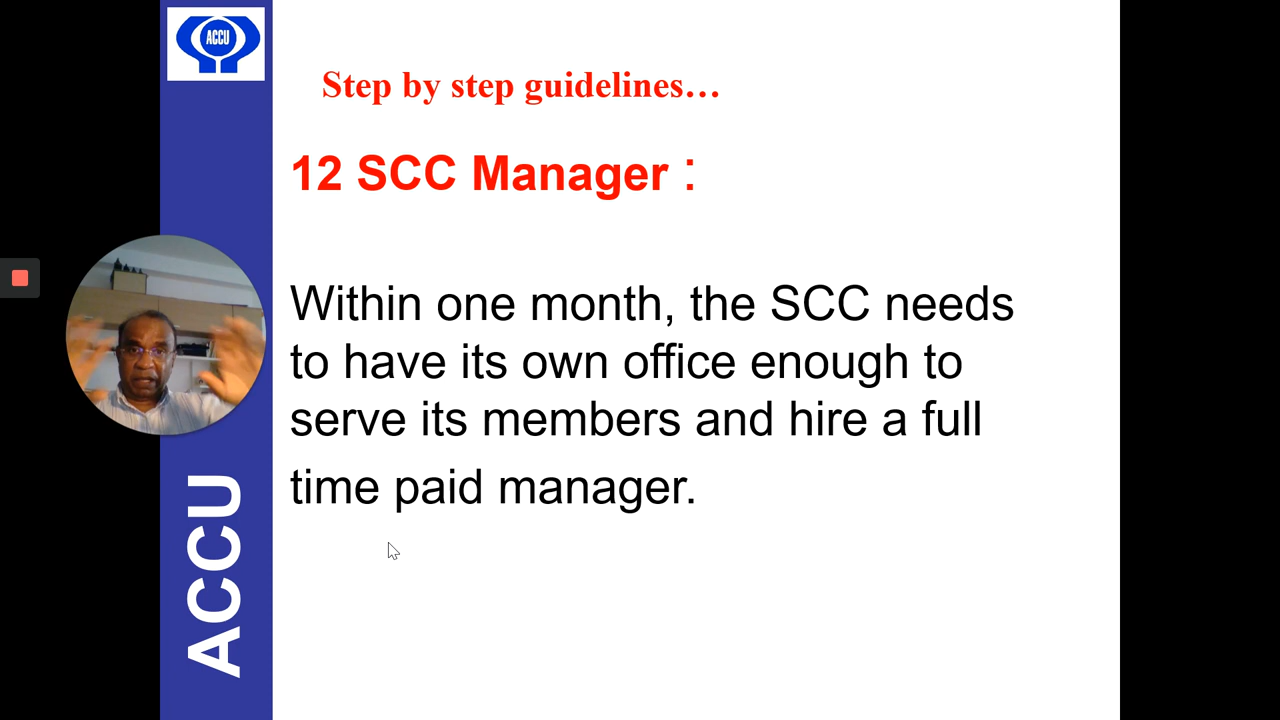 ACCU
Step by step guidelines…
12 SCC Manager :
Within one month, the SCC needs
to have its own office enough to
serve its members and hire a full
time paid manager.
ACCU